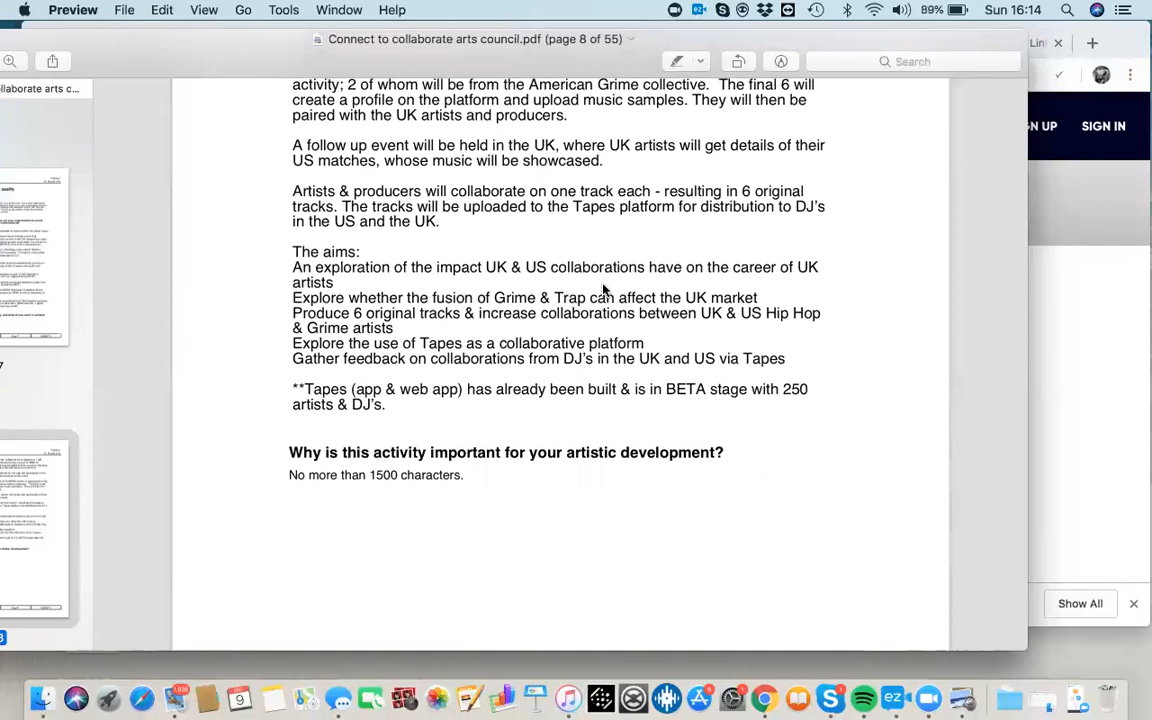 Preview File Edit View Go Tools Window Help 89% Sun 16:14
Connect to collaborate arts council.pdf (page 8 of 55)
Search
ollaborate arts c...
SIGN IN
Show All
activity; 2 of whom will be from the American Grime collective.  The final 6 will
create a profile on the platform and upload music samples. They will then be
paired with the UK artists and producers.
A follow up event will be held in the UK, where UK artists will get details of their
US matches, whose music will be showcased.
Artists & producers will collaborate on one track each - resulting in 6 original
tracks. The tracks will be uploaded to the Tapes platform for distribution to DJ's
in the US and the UK.
The aims:
An exploration of the impact UK & US collaborations have on the career of UK
artists
Explore whether the fusion of Grime & Trap can affect the UK market
Produce 6 original tracks & increase collaborations between UK & US Hip Hop
& Grime artists
Explore the use of Tapes as a collaborative platform
Gather feedback on collaborations from DJ's in the UK and US via Tapes
**Tapes (app & web app) has already been built & is in BETA stage with 250
artists & DJ's.
Why is this activity important for your artistic development?
No more than 1500 characters.